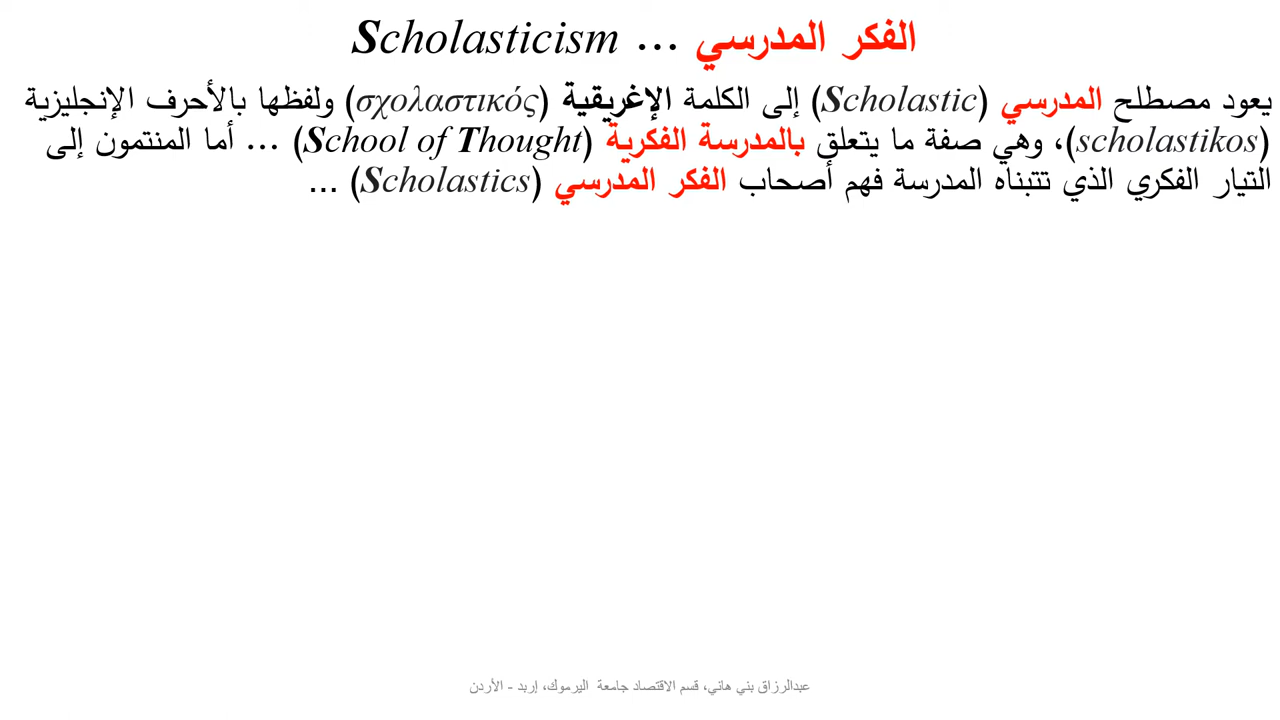 الفكر المدرسي ... Scholasticism
يعود مصطلح المدرسي (Scholastic) إلى الكلمة الإغريقية (σχολαστικός) ولفظها بالأحرف الإنجليزية
(scholastikos)، وهي صفة ما يتعلق بالمدرسة الفكرية (School of Thought) ... أما المنتمون إلى
التيار الفكري الذي تتبناه المدرسة فهم أصحاب الفكر المدرسي (Scholastics) ...
عبدالرزاق بني هاني، قسم الاقتصاد جامعة اليرموك، إربد - الأردن